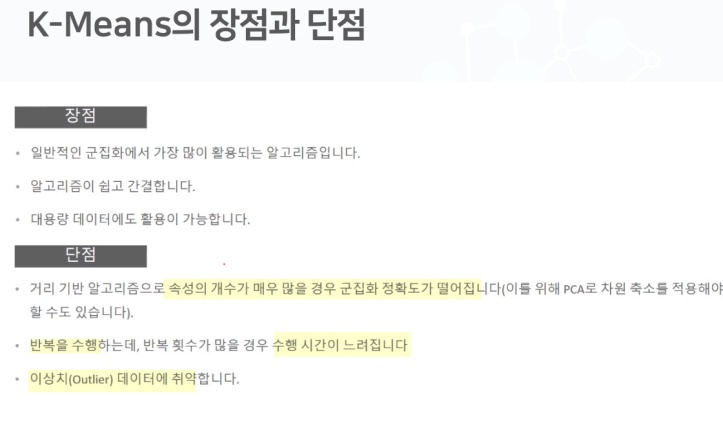 K-Means의 장점과 단점
장점
• 일반적인 군집화에서 가장 많이 활용되는 알고리즘입니다.
• 알고리즘이 쉽고 간결합니다.
• 대용량 데이터에도 활용이 가능합니다.
단점
• 거리 기반 알고리즘으로 속성의 개수가 매우 많을 경우 군집화 정확도가 떨어집니다(이를 위해 PCA로 차원 축소를 적용해야
할 수도 있습니다).
• 반복을 수행하는데, 반복 횟수가 많을 경우 수행 시간이 느려집니다
• 이상치(Outlier) 데이터에 취약합니다.